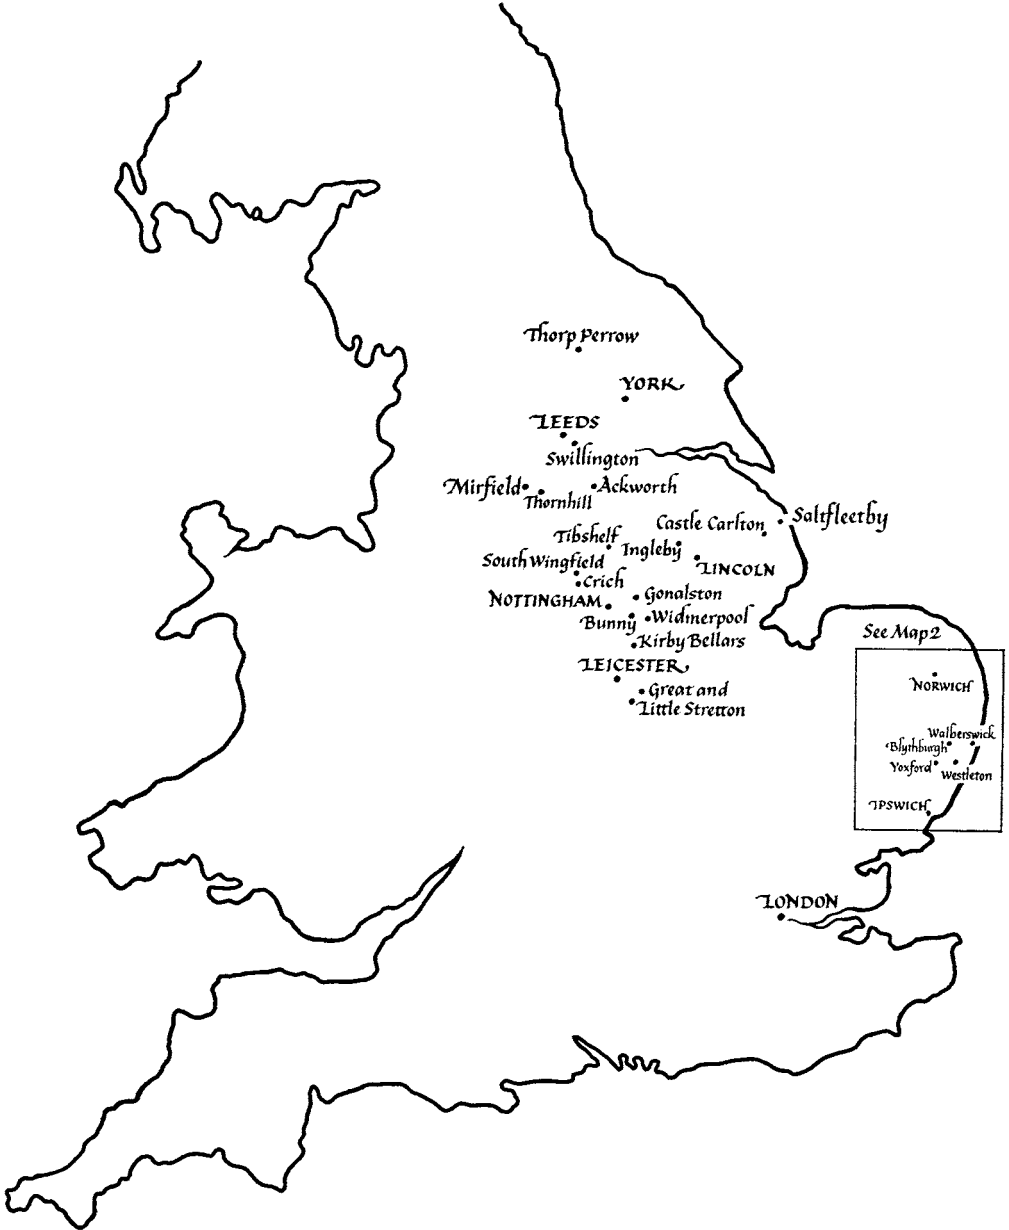 Thorp Perrow
YORK
LEEDS
Swillington
Mirfield
Ackworth
Thornhill
Saltfleetby
Castle Carlton
Tibshelf
Ingleby
South Wingfield
LINCOLN
Crich
Gonalston
NOTTINGHAM
Widmerpool
Bunny
See Map 2
Kirby Bellars
LEICESTER
NORWICH
Great and
Little Stretton
Walberswick
Blythburgh
Yoxford
Westleton
IPSWICH
LONDON